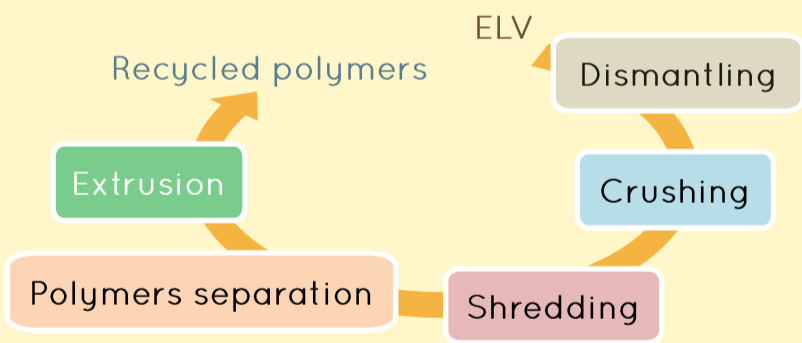 ELV
Dismantling
Crushing
Shredding
Polymers separation
Extrusion
Recycled polymers